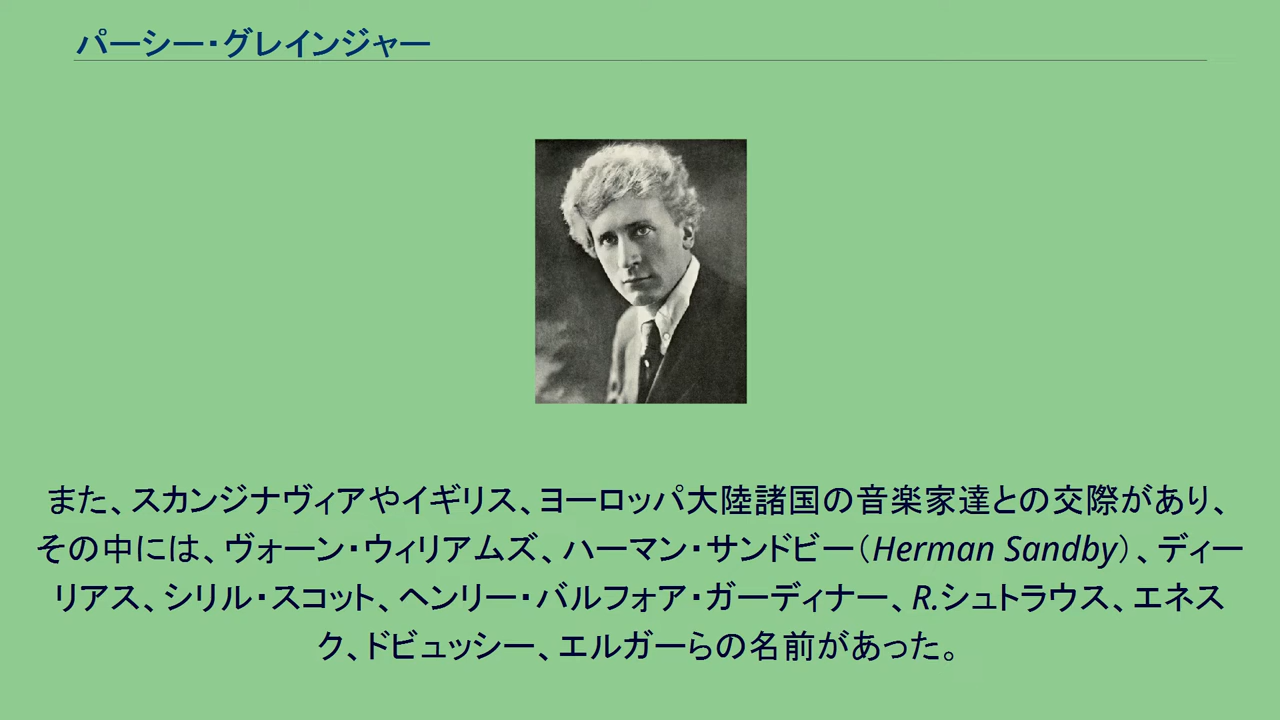 パーシー・グレインジャー
また、スカンジナヴィアやイギリス、ヨーロッパ大陸諸国の音楽家達との交際があり、
その中には、ヴォーン・ウィリアムズ、ハーマン・サンドビー（Herman Sandby）、ディー
リアス、シリル・スコット、ヘンリー・バルフォア・ガーディナー、R.シュトラウス、エネス
ク、ドビュッシー、エルガーらの名前があった。